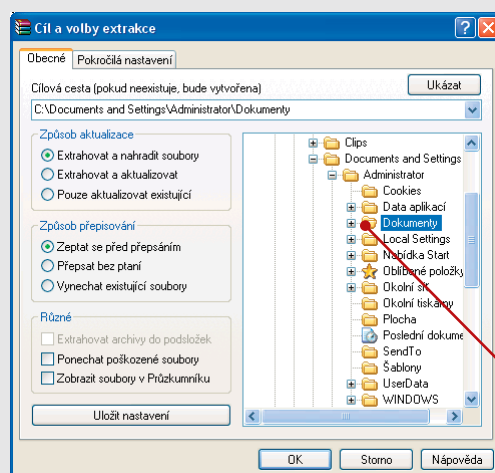 Cíl a volby extrakce
Obecné
Pokročilá nastavení
Cílová cesta (pokud neexistuje, bude vytvořena)
Ukázat
C:\Documents and Settings\Administrator\Dokumenty
Způsob aktualizace
Extrahovat a nahradit soubory
Extrahovat a aktualizovat
Pouze aktualizovat existující
Způsob přepisování
Zeptat se před přepsáním
Přepsat bez ptaní
Vynechat existující soubory
Různé
Extrahovat archivy do podsložek
Ponechat poškozené soubory
Zobrazit soubory v Průzkumníku
Uložit nastavení
Clips
Documents and Settings
Administrator
Cookies
Data aplikací
Dokumenty
Local Settings
Nabídka Start
Oblíbené položky
Okolní síť
Okolní tiskárny
Plocha
Poslední dokume
SendTo
Šablony
UserData
WINDOWS
OK
Storno
Nápověda